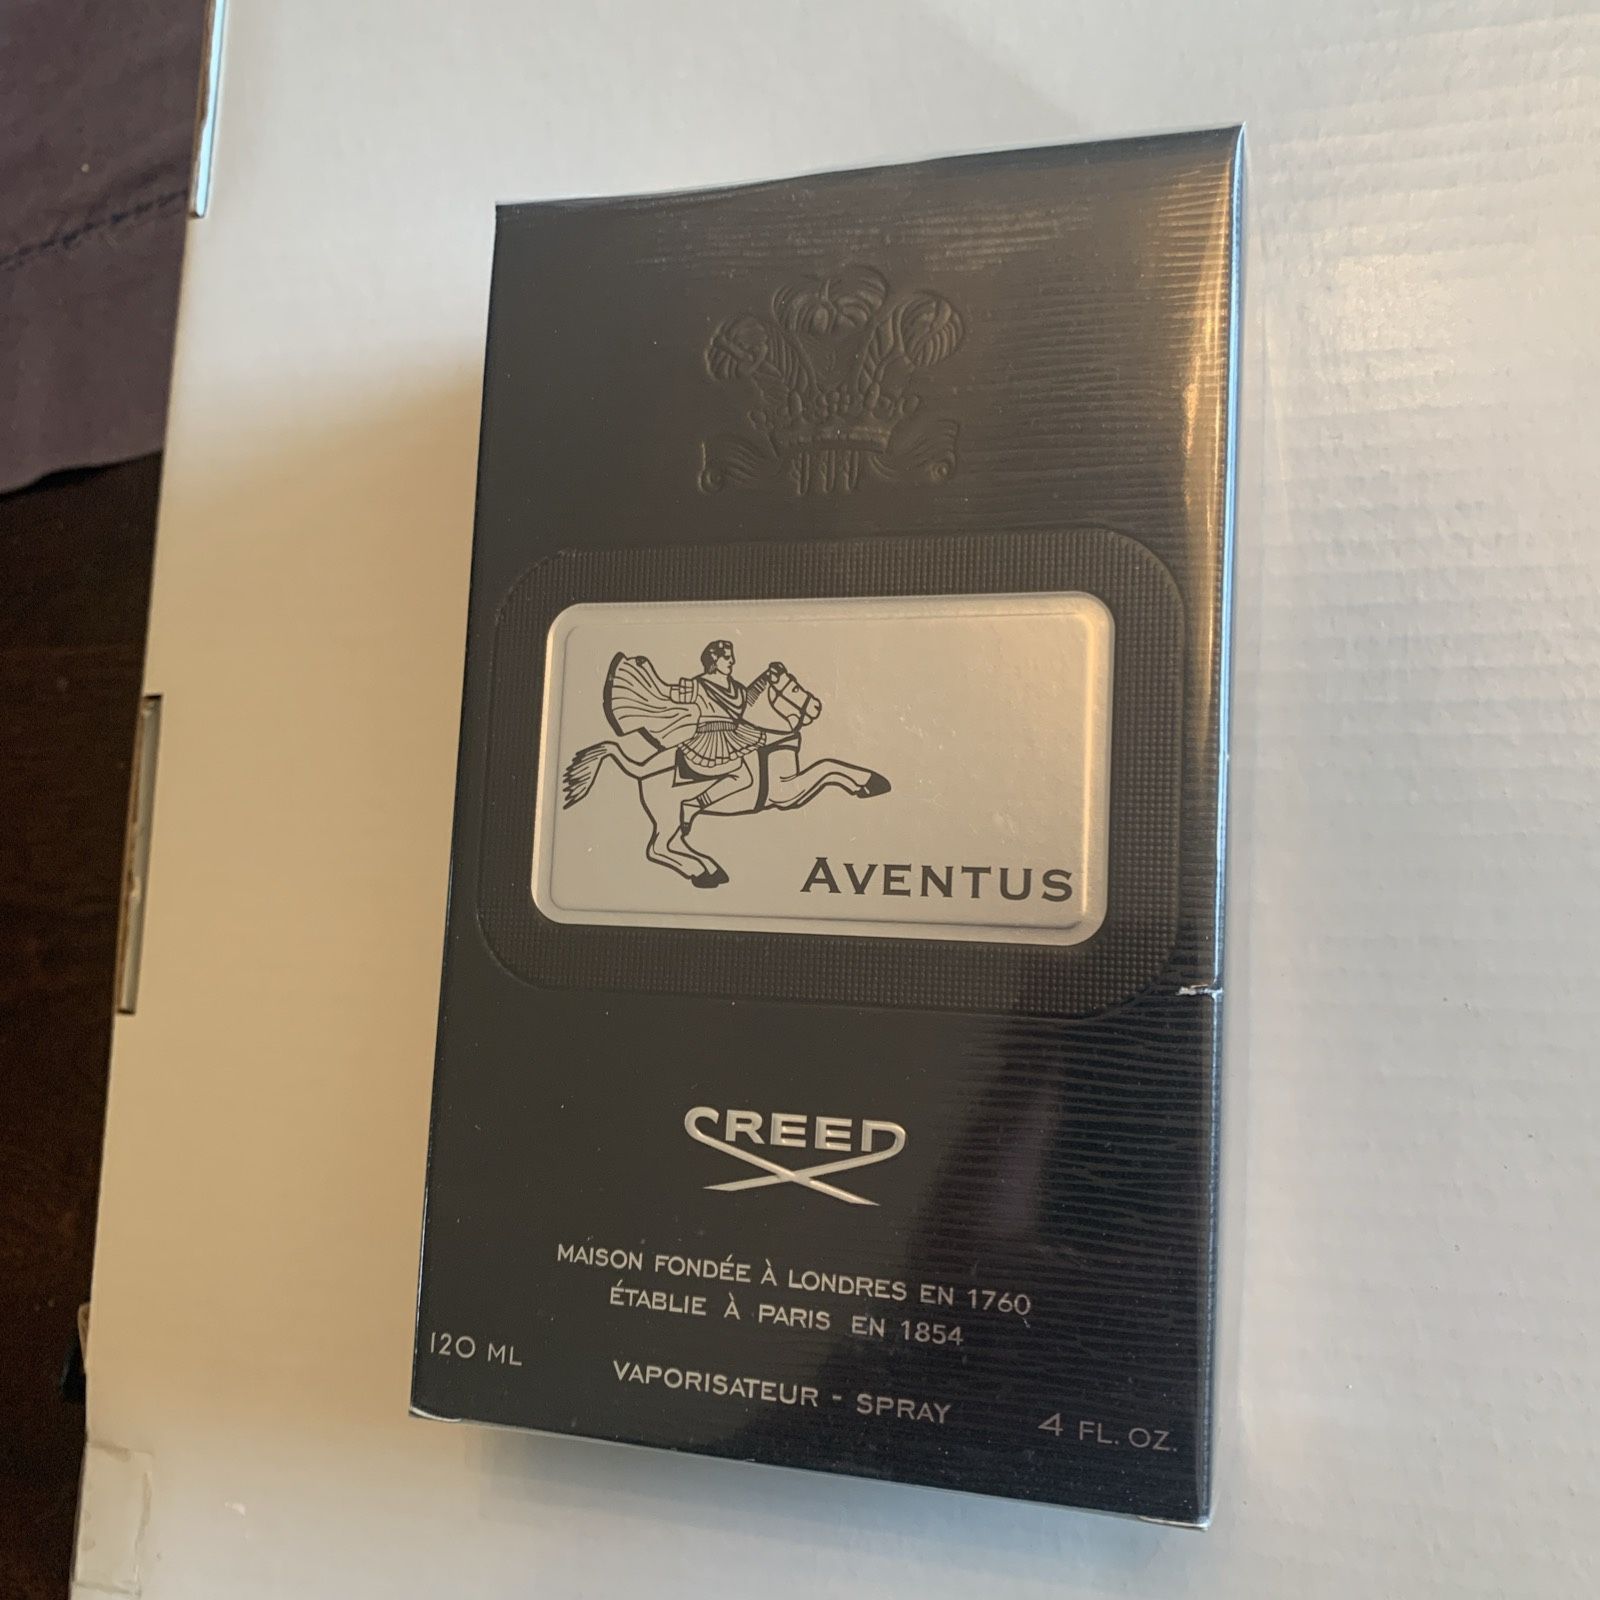 AVENTUS
CREED
MAISON FONDÉE À LONDRES EN 1760
ÉTABLIE À PARIS EN 1854
120 ML
VAPORISATEUR - SPRAY
4 FL. OZ.